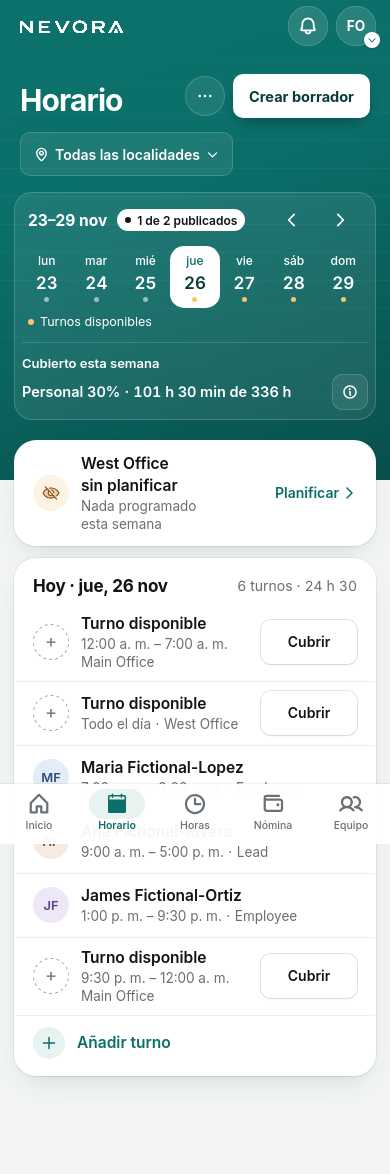 NEVORA
FO
Horario
Crear borrador
Todas las localidades
23–29 nov
1 de 2 publicados
lun mar mié jue vie sáb dom
23 24 25 26 27 28 29
Turnos disponibles
Cubierto esta semana
Personal 30% · 101 h 30 min de 336 h
West Office
sin planificar
Nada programado
esta semana
Planificar
Hoy · jue, 26 nov
6 turnos · 24 h 30
Turno disponible
12:00 a. m. – 7:00 a. m.
Main Office
Cubrir
Turno disponible
Todo el día · West Office
Cubrir
MF
Maria Fictional-Lopez
Inicio
Horario
Horas
Nómina
Equipo
9:00 a. m. – 5:00 p. m. · Lead
JF
James Fictional-Ortiz
1:00 p. m. – 9:30 p. m. · Employee
Turno disponible
9:30 p. m. – 12:00 a. m.
Main Office
Cubrir
Añadir turno